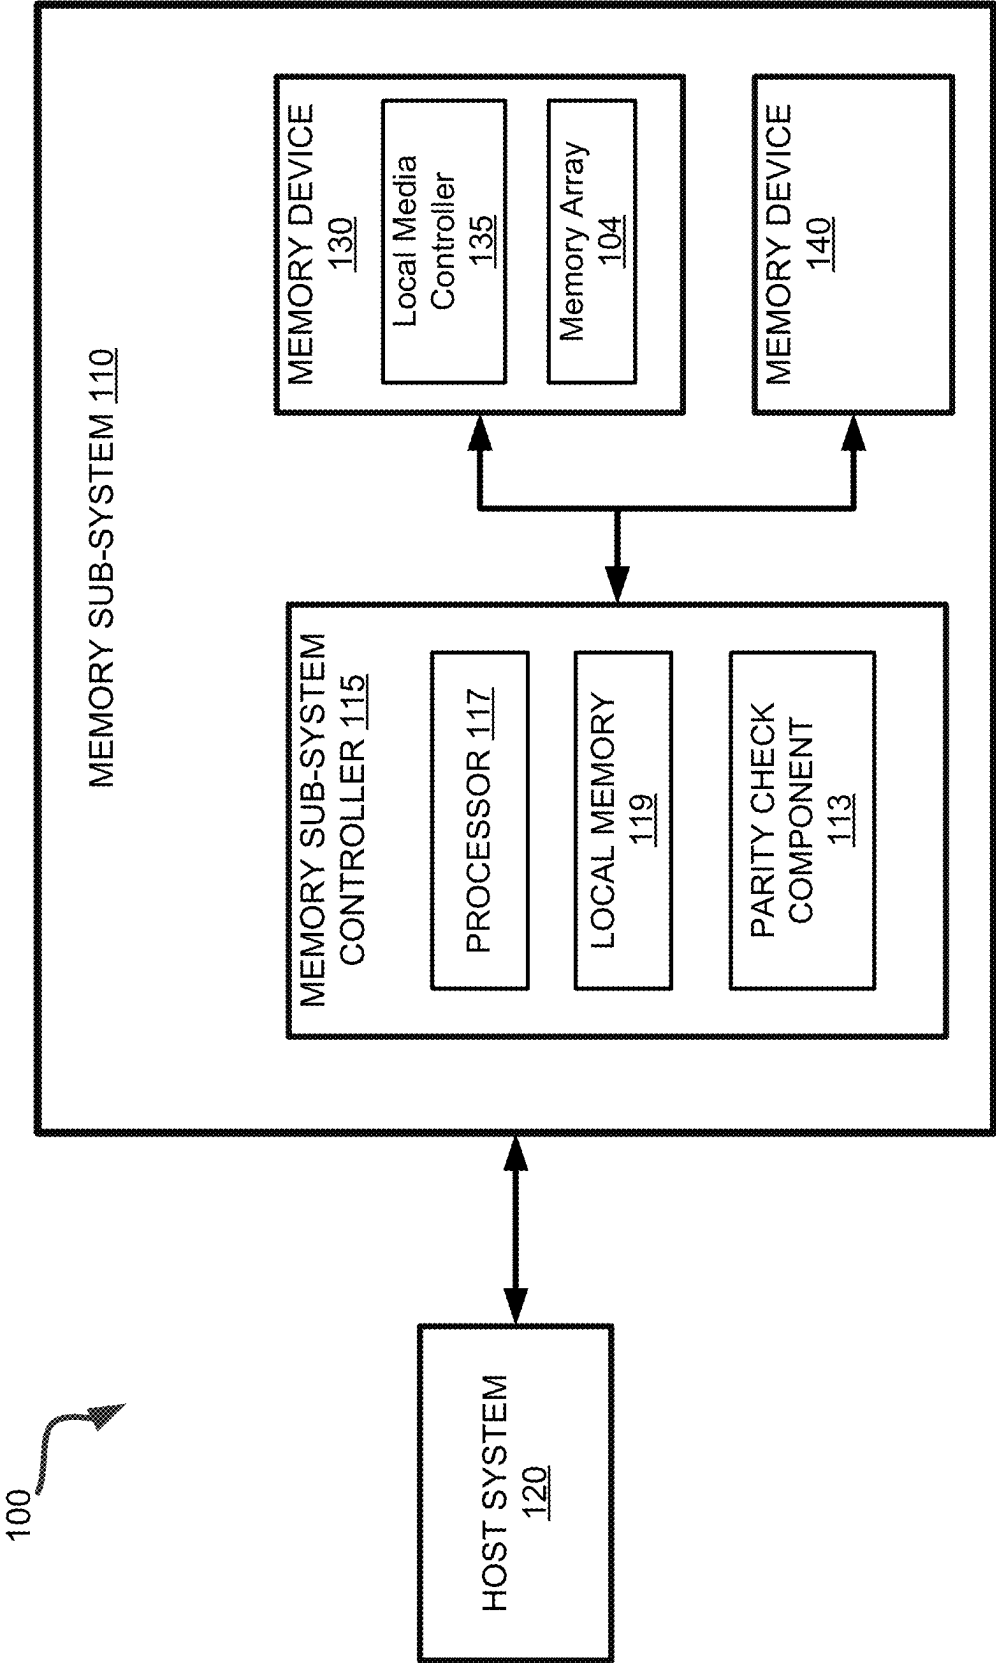 100
HOST SYSTEM
120
MEMORY SUB-SYSTEM 110
MEMORY SUB-SYSTEM
CONTROLLER 115
PROCESSOR 117
LOCAL MEMORY
119
PARITY CHECK
COMPONENT
113
MEMORY DEVICE
130
Local Media
Controller
135
Memory Array
104
MEMORY DEVICE
140